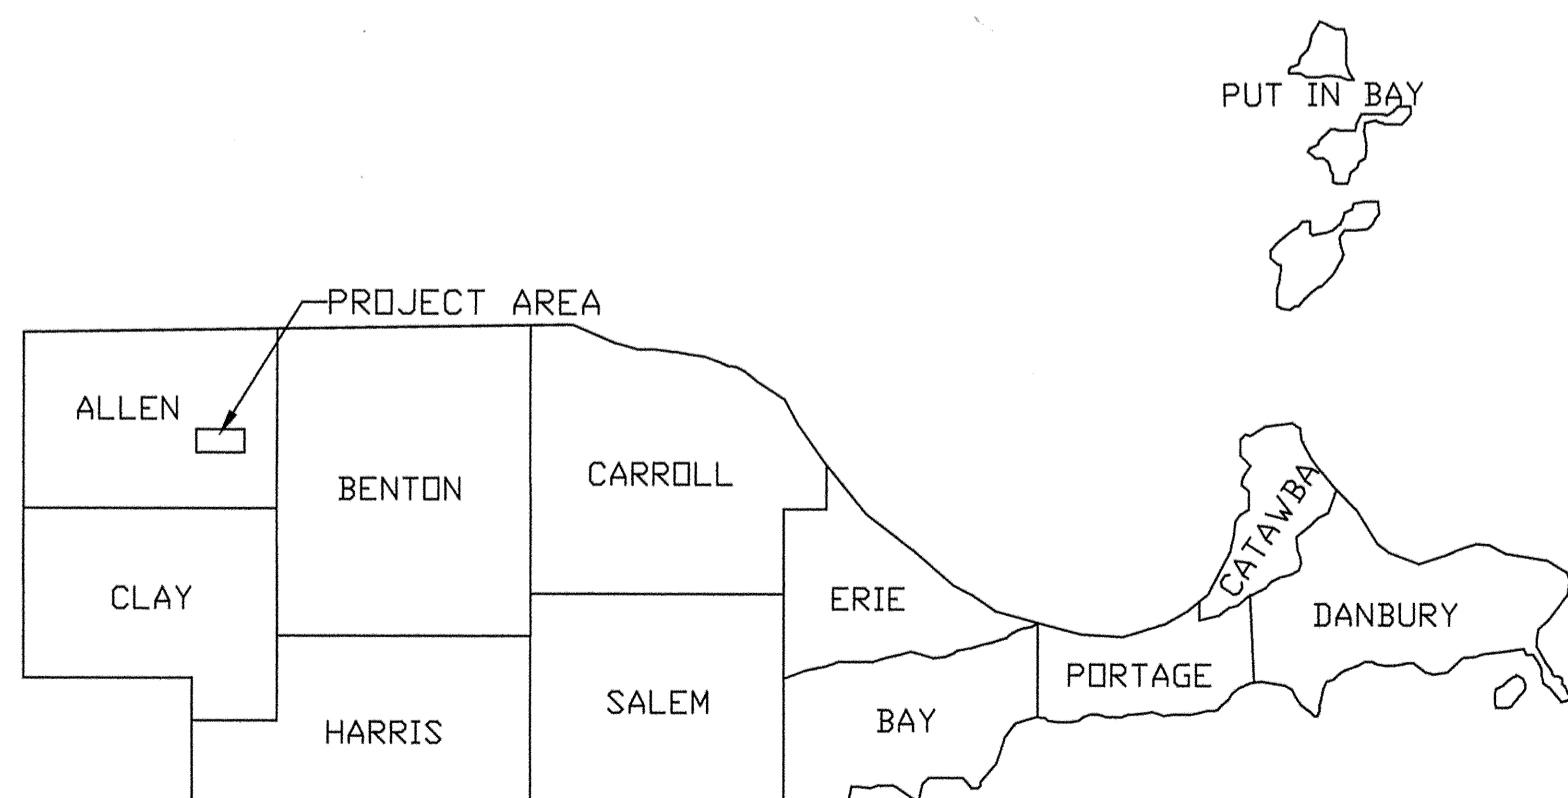 PUT IN BAY
PROJECT AREA
ALLEN
BENTON
CARROLL
CATAWBA
CLAY
ERIE
DANBURY
PORTAGE
SALEM
BAY
HARRIS